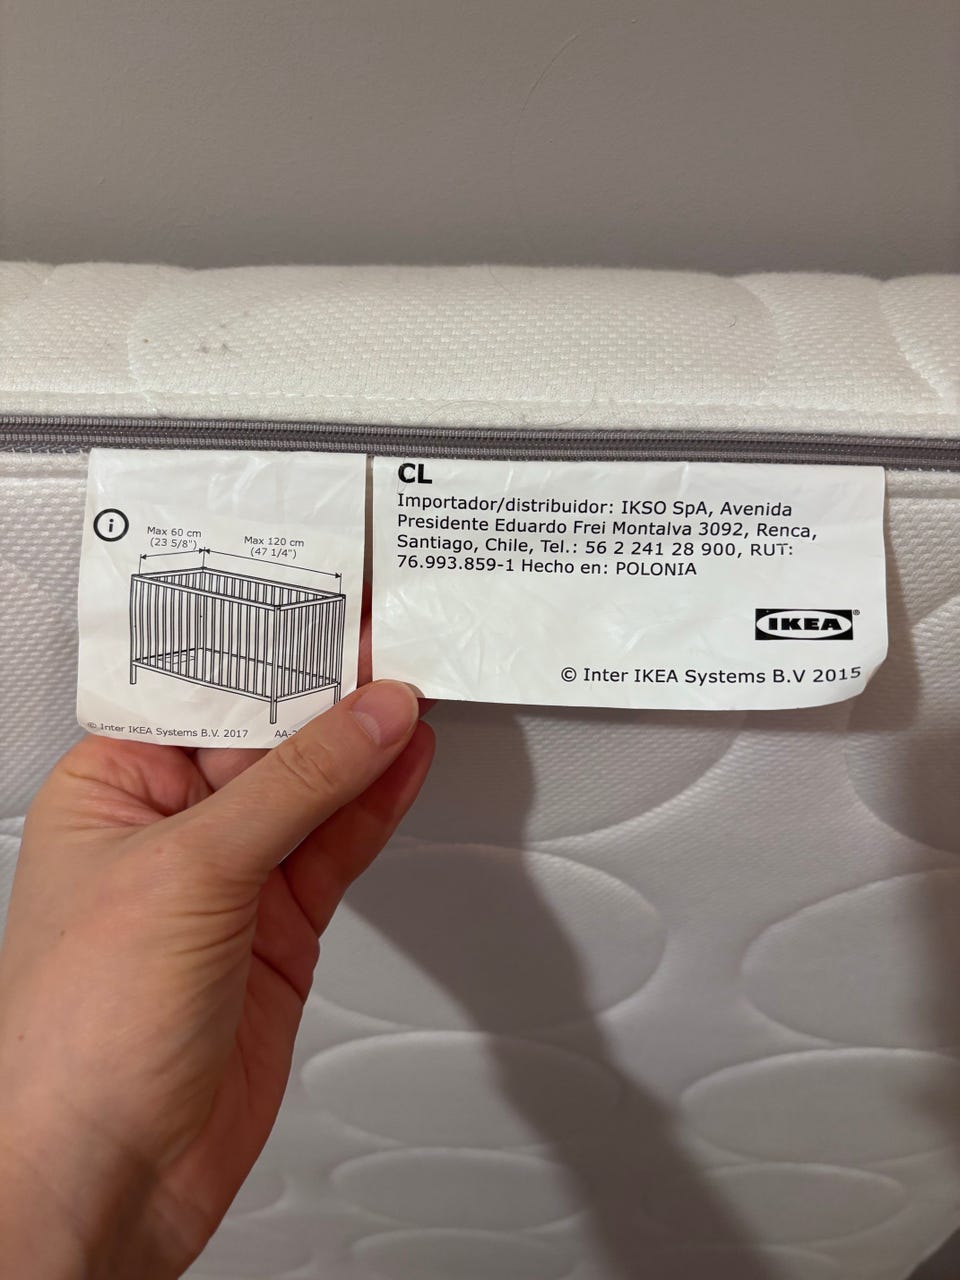 i
Max 60 cm
(23 5/8")
Max 120 cm
(47 1/4")
© Inter IKEA Systems B.V. 2017
CL
Importador/distribuidor: IKSO SpA, Avenida
Presidente Eduardo Frei Montalva 3092, Renca,
Santiago, Chile, Tel.: 56 2 241 28 900, RUT:
76.993.859-1 Hecho en: POLONIA
IKEA®
© Inter IKEA Systems B.V 2015